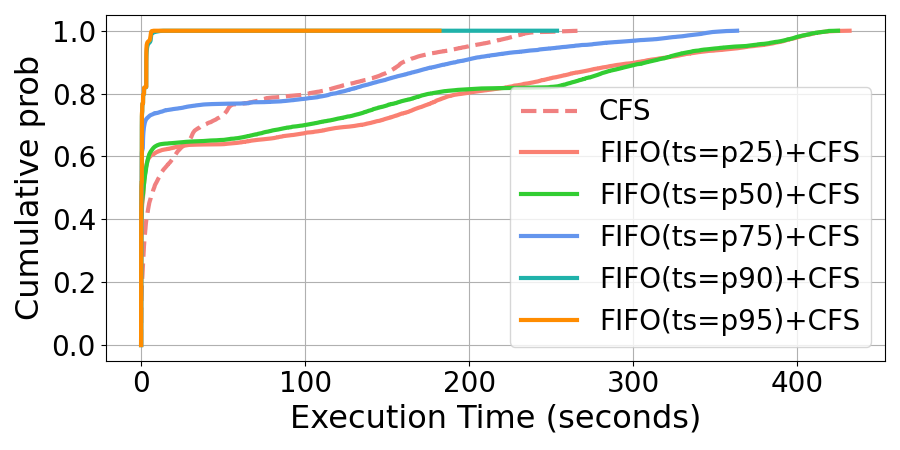 Cumulative prob
1.0
0.8
0.6
0.4
0.2
0.0
CFS
FIFO(ts=p25)+CFS
FIFO(ts=p50)+CFS
FIFO(ts=p75)+CFS
FIFO(ts=p90)+CFS
FIFO(ts=p95)+CFS
0 100 200 300 400
Execution Time (seconds)